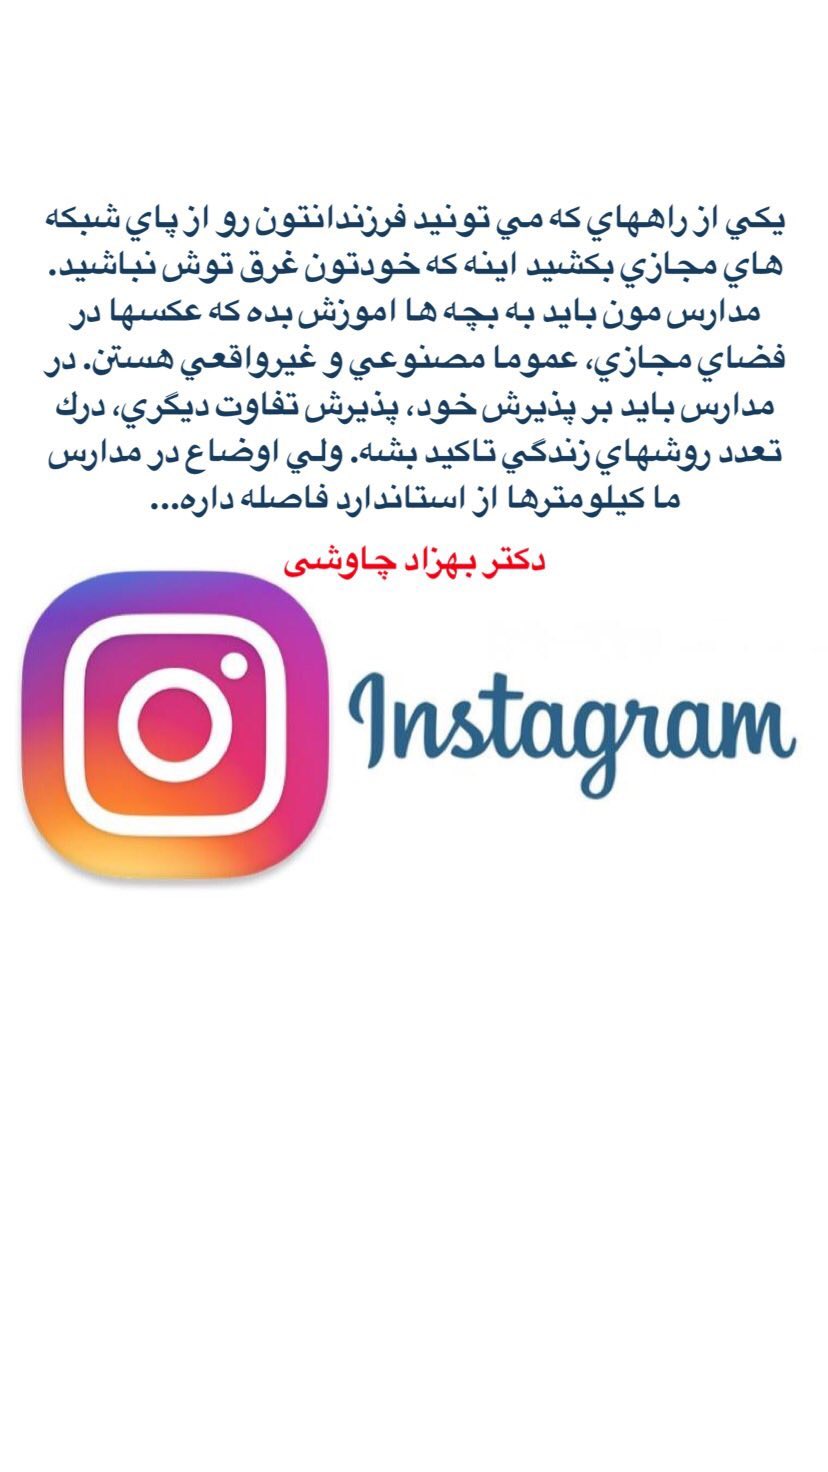 يكي از راههاي كه مي تونيد فرزندانتون رو از پاي شبكه
هاي مجازي بكشيد اينه كه خودتون غرق توش نباشيد.
مدارس مون بايد به بچه ها اموزش بده كه عكسها در
فضاي مجازي، عموما مصنوعي و غيرواقعي هستن. در
مدارس بايد بر پذيرش خود، پذيرش تفاوت ديگري، درك
تعدد روشهاي زندگي تاكيد بشه. ولي اوضاع در مدارس
ما كيلومترها از استاندارد فاصله داره...
دکتر بهزاد چاوشی
Instagram